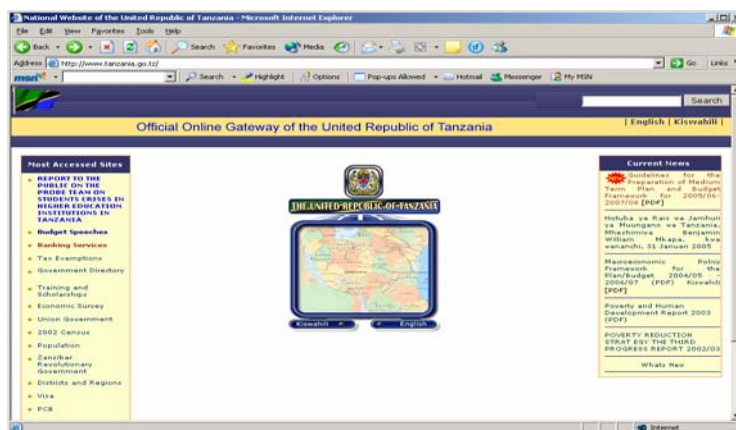 National Website of the United Republic of Tanzania - Microsoft Internet Explorer
File Edit View Favorites Tools Help
Back Search Favorites Media
Address http://www.tanzania.go.tz/ Go Links
msn Search Highlight Options Pop-ups Allowed Hotmail Messenger My MSN
Search
Official Online Gateway of the United Republic of Tanzania
| English | Kiswahili |
Most Accessed Sites
REPORT TO THE
PUBLIC ON THE
PROBE TEAM ON
STUDENTS CRISES IN
HIGHER EDUCATION
INSTITUTIONS IN
TANZANIA
Budget Speeches
Banking Services
Tax Exemptions
Government Directory
Training and
Scholarships
Economic Survey
Union Government
2002 Census
Population
Zanzibar
Revolutionary
Government
Districts and Regions
Visa
PCB
THE UNITED REPUBLIC OF TANZANIA
Kiswahili English
Current News
Guidelines for the
Preparation of Medium
Term Plan and Budget
Framework for 2005/06-
2007/08 [PDF]
Hotuba ya Rais wa Jamhuri
ya Muungano wa Tanzania,
Mheshimiwa Benjamin
William Mkapa, kwa
wananchi, 31 Januari 2005
Macroeconomic Policy
Framework for the
Plan/Budget 2004/05 -
2006/07 (PDF) Kiswahili
[PDF]
Poverty and Human
Development Report 2003
(PDF)
POVERTY REDUCTION
STRAT EGY THE THIRD
PROGRESS REPORT 2002/03
Whats New
Internet